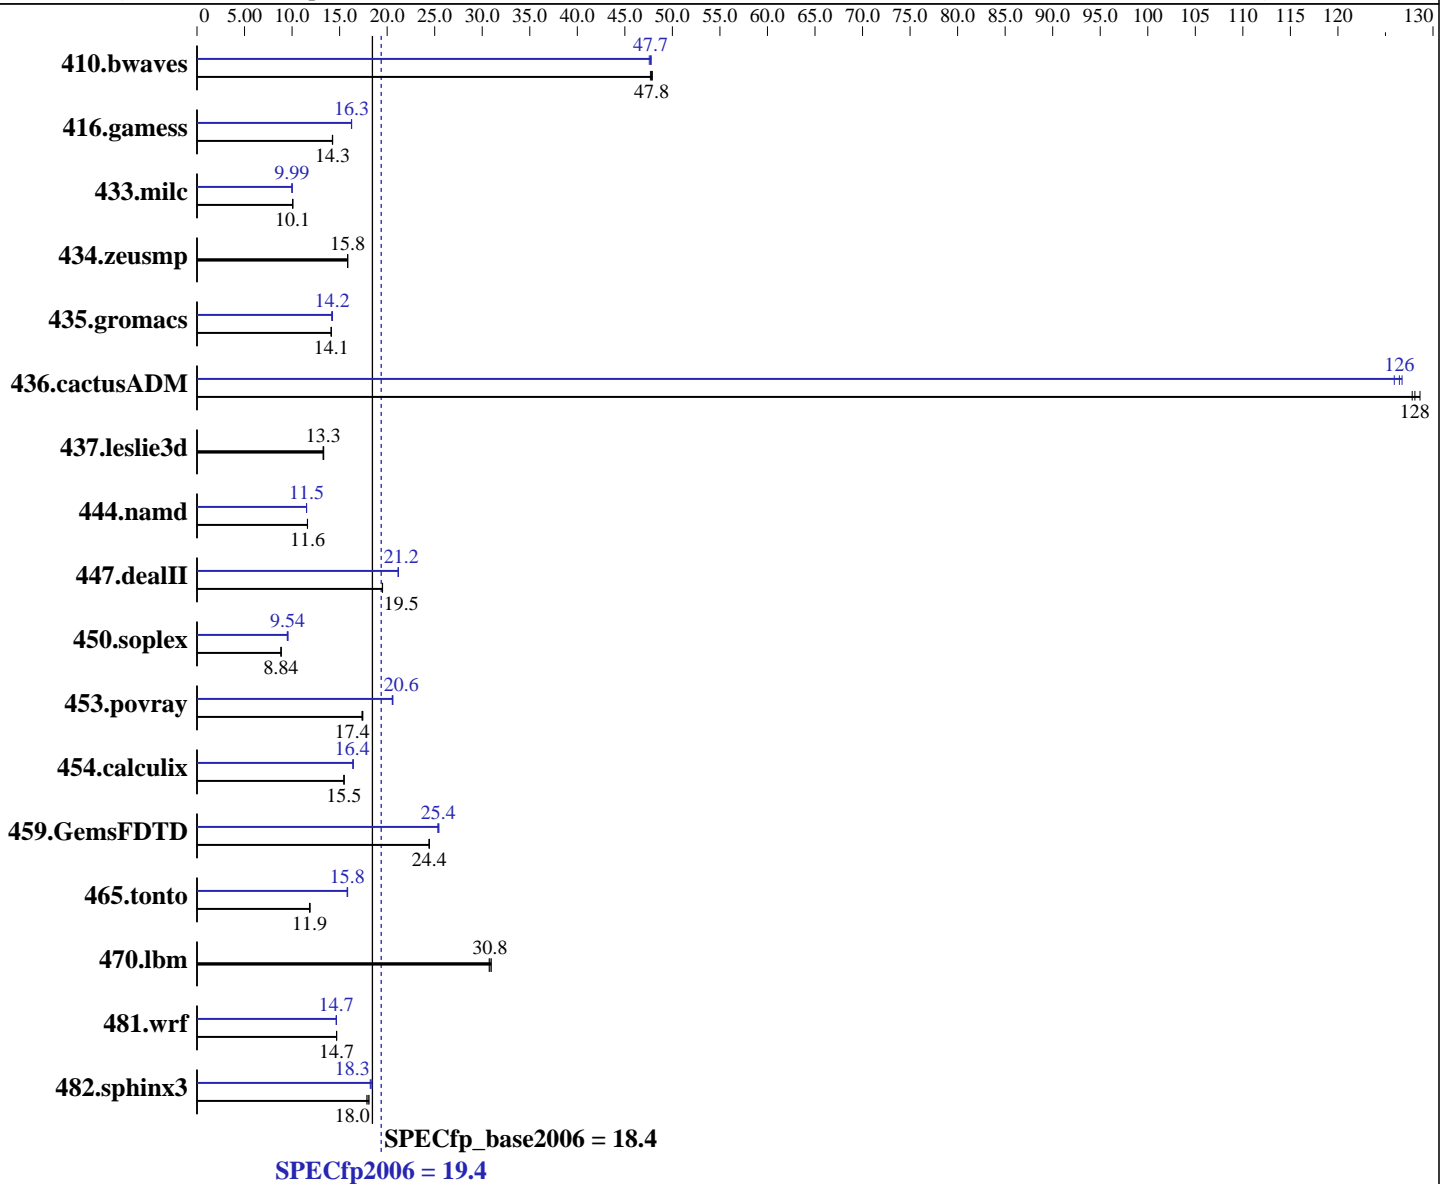 0 5.00 10.0 15.0 20.0 25.0 30.0 35.0 40.0 45.0 50.0 55.0 60.0 65.0 70.0 75.0 80.0 85.0 90.0 95.0 100 105 110 115 120 130
47.7
410.bwaves
47.8
16.3
416.gamess
14.3
9.99
433.milc
10.1
15.8
434.zeusmp
14.2
435.gromacs
14.1
126
436.cactusADM
128
13.3
437.leslie3d
11.5
444.namd
11.6
21.2
447.dealII
19.5
9.54
450.soplex
8.84
20.6
453.povray
17.4
16.4
454.calculix
15.5
25.4
459.GemsFDTD
24.4
15.8
465.tonto
11.9
30.8
470.lbm
14.7
481.wrf
14.7
18.3
482.sphinx3
18.0
SPECfp_base2006 = 18.4
SPECfp2006 = 19.4